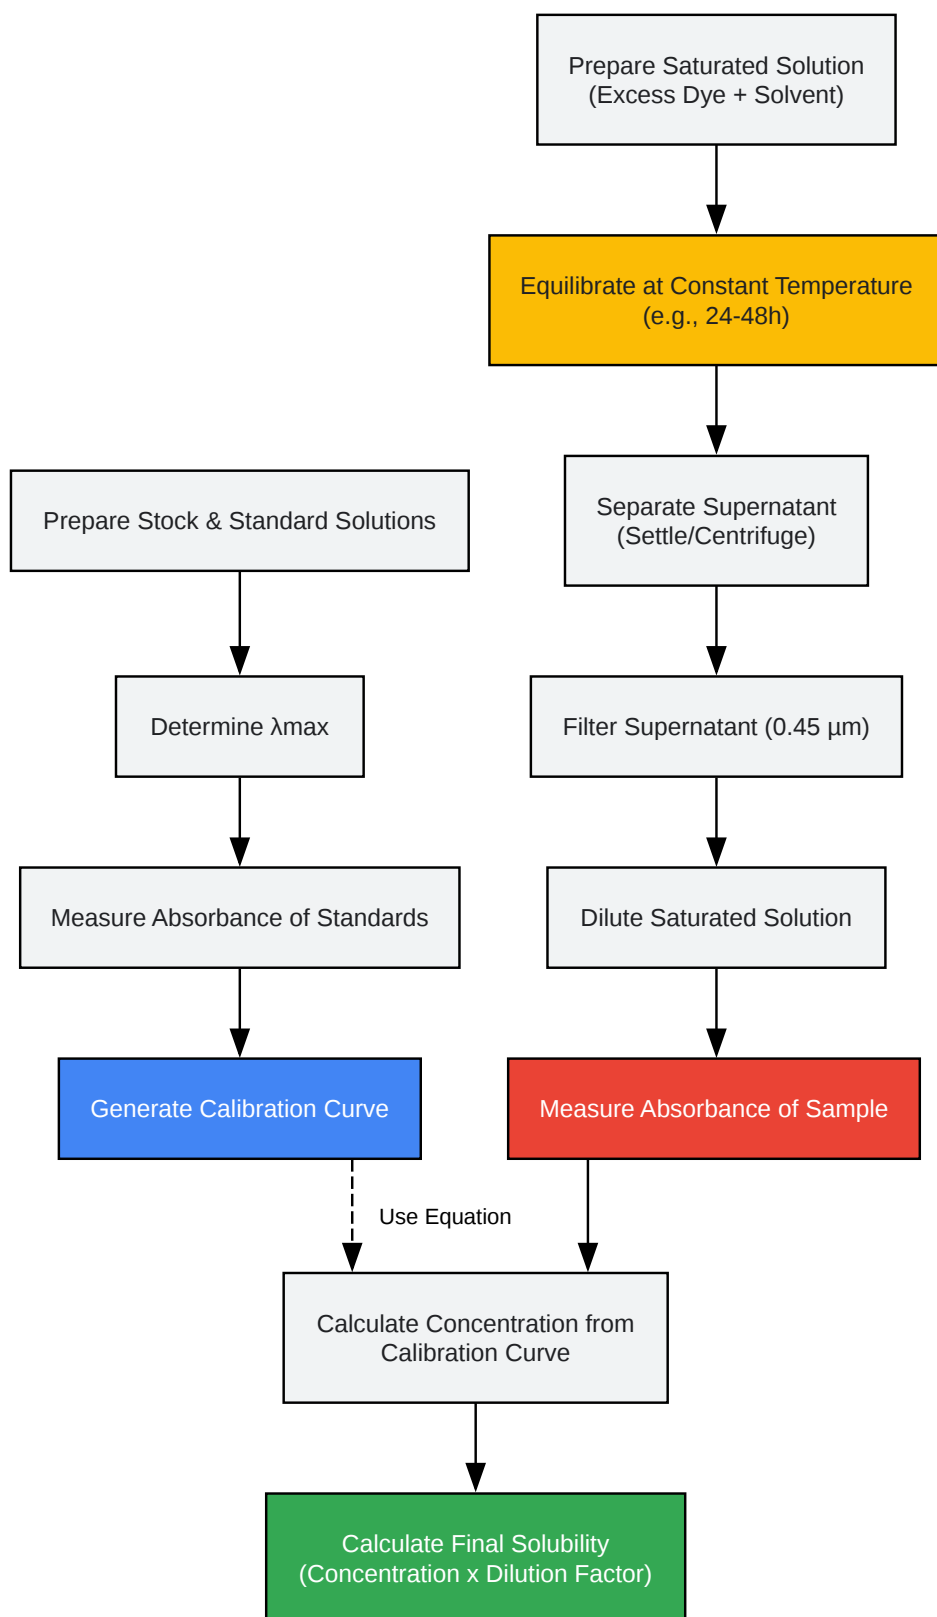 Prepare Saturated Solution
(Excess Dye + Solvent)
Equilibrate at Constant Temperature
(e.g., 24-48h)
Separate Supernatant
(Settle/Centrifuge)
Prepare Stock & Standard Solutions
Determine λmax
Filter Supernatant (0.45 µm)
Measure Absorbance of Standards
Dilute Saturated Solution
Generate Calibration Curve
Measure Absorbance of Sample
Use Equation
Calculate Concentration from
Calibration Curve
Calculate Final Solubility
(Concentration x Dilution Factor)